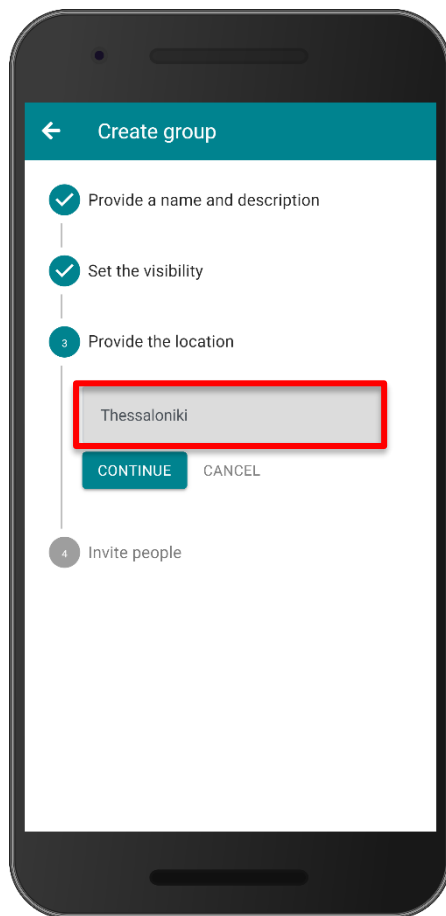 Create group
Provide a name and description
Set the visibility
3 Provide the location
Thessaloniki
CONTINUE CANCEL
4 Invite people